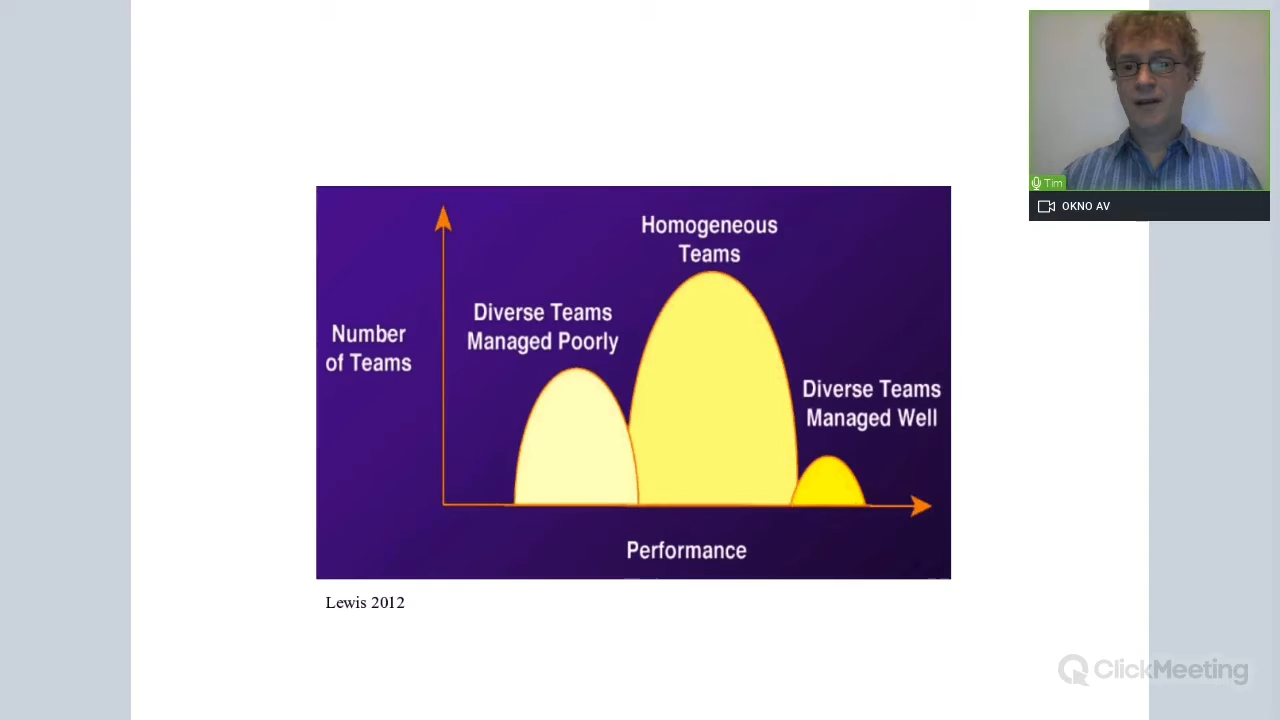 Tim
OKNO AV
Homogeneous
Teams
Diverse Teams
Managed Poorly
Number
of Teams
Diverse Teams
Managed Well
Performance
Lewis 2012
ClickMeeting